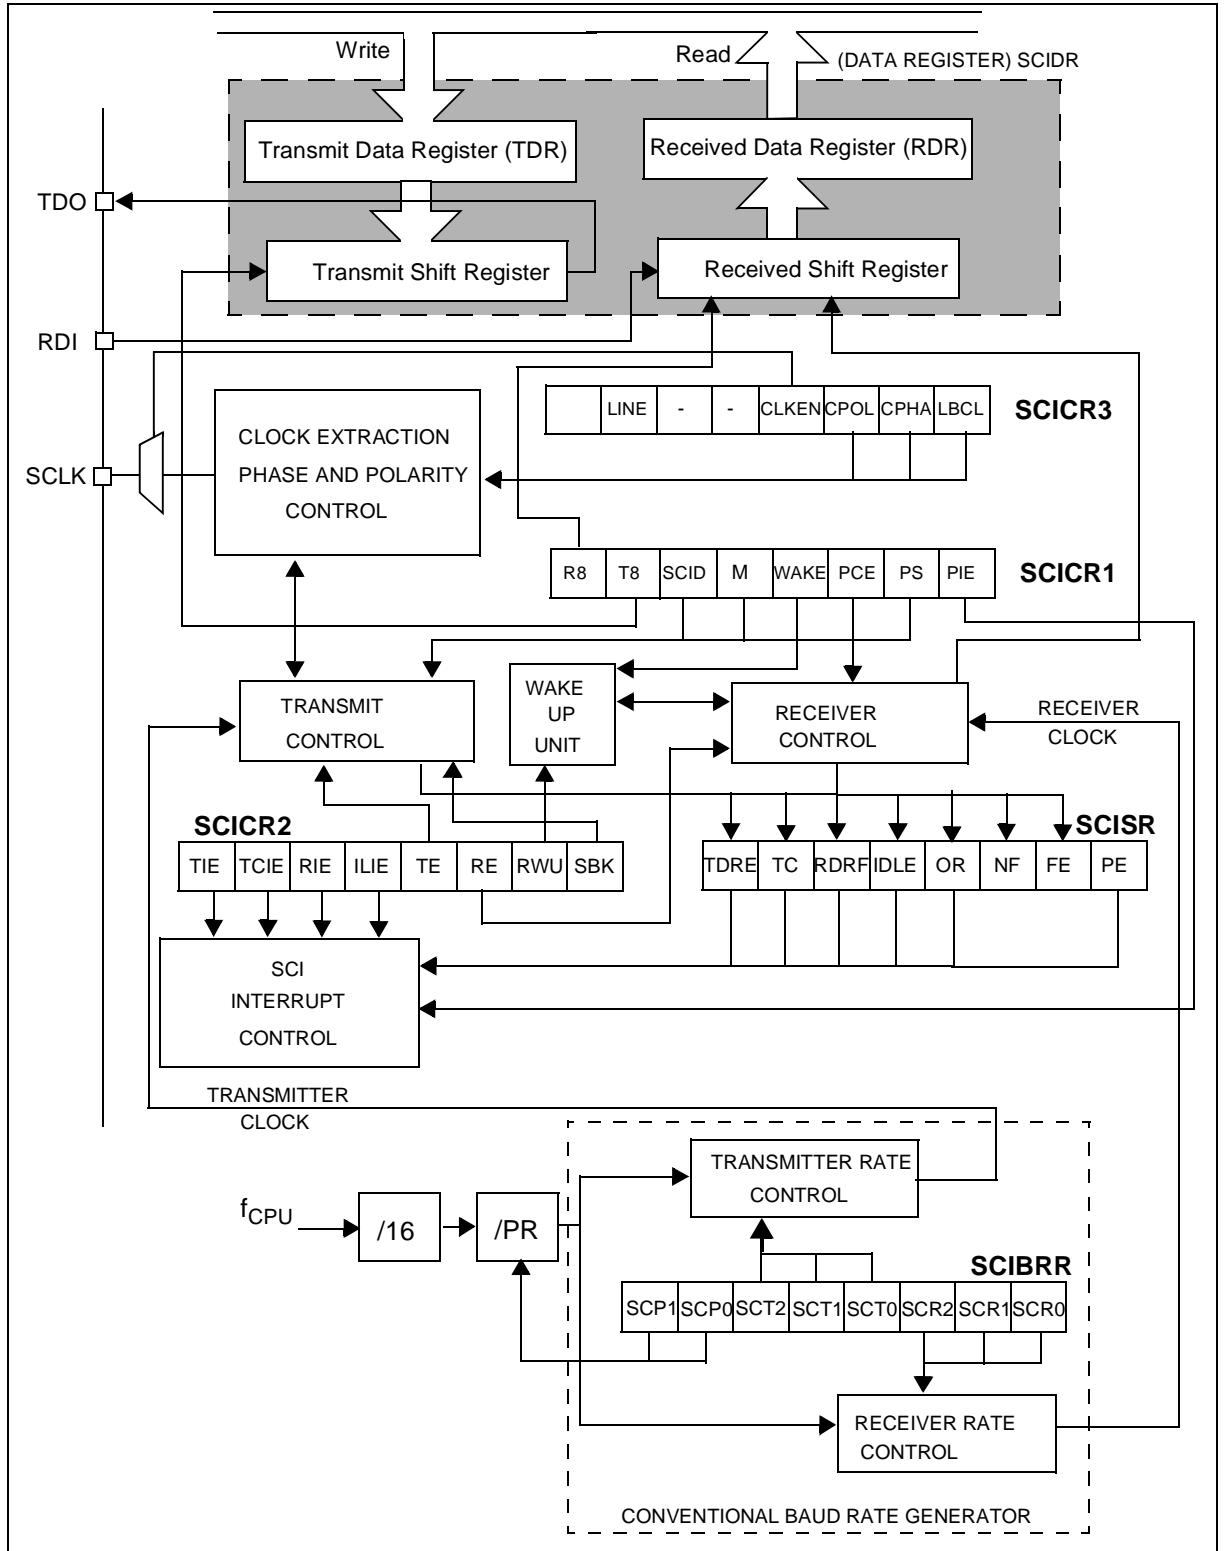 Write
Read
(DATA REGISTER) SCIDR
Transmit Data Register (TDR)
Received Data Register (RDR)
TDO
Transmit Shift Register
Received Shift Register
RDI
LINE
-
-
CLKEN
CPOL
CPHA
LBCL
SCICR3
CLOCK EXTRACTION
PHASE AND POLARITY
CONTROL
SCLK
R8
T8
SCID
M
WAKE
PCE
PS
PIE
SCICR1
TRANSMIT
CONTROL
WAKE
UP
UNIT
RECEIVER
CONTROL
RECEIVER
CLOCK
SCICR2
TIE
TCIE
RIE
ILIE
TE
RE
RWU
SBK
SCISR
TDRE
TC
RDRF
IDLE
OR
NF
FE
PE
SCI
INTERRUPT
CONTROL
TRANSMITTER
CLOCK
TRANSMITTER RATE
CONTROL
fCPU
/16
/PR
SCIBRR
SCP1
SCP0
SCT2
SCT1
SCT0
SCR2
SCR1
SCR0
RECEIVER RATE
CONTROL
CONVENTIONAL BAUD RATE GENERATOR